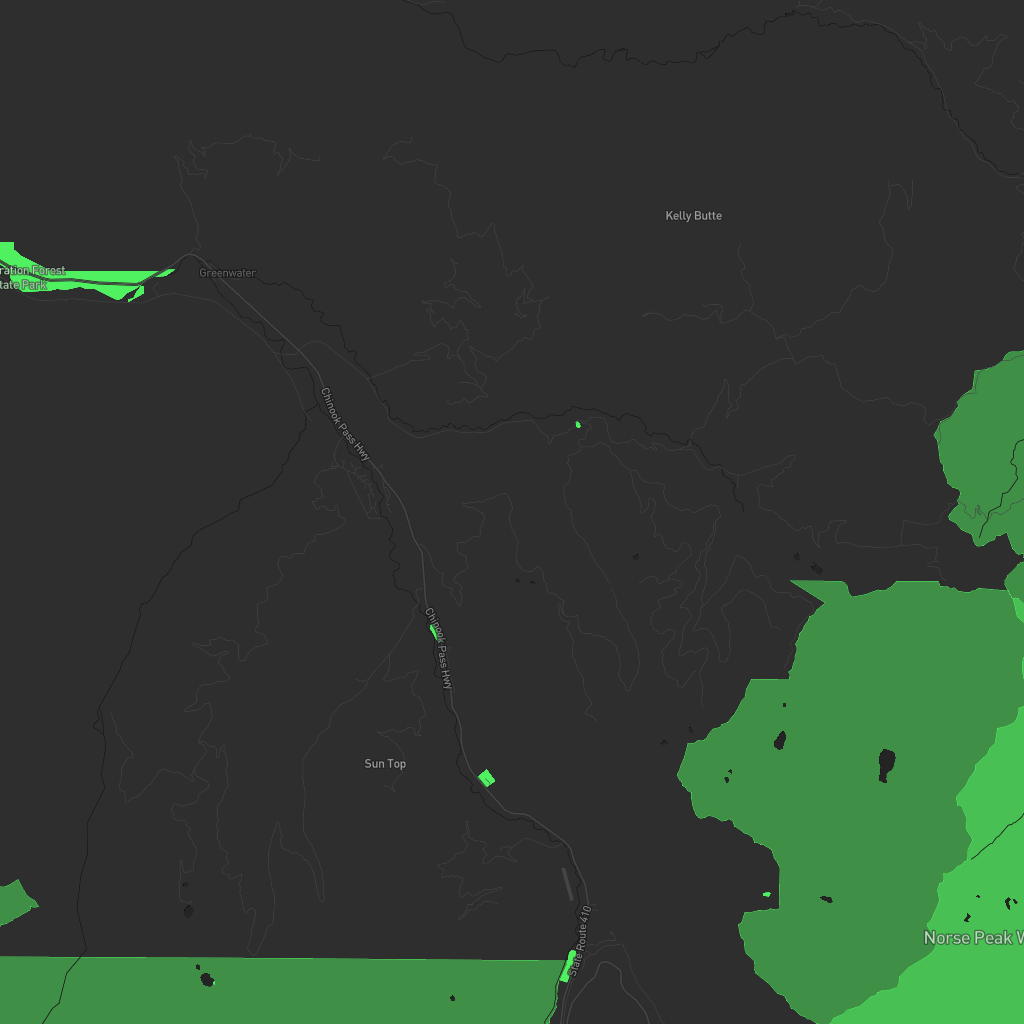 Kelly Butte
ration Forest
tate Park
Greenwater
Chinook Pass Hwy
Chinook Pass Hwy
Sun Top
State Route 410
Norse Peak W